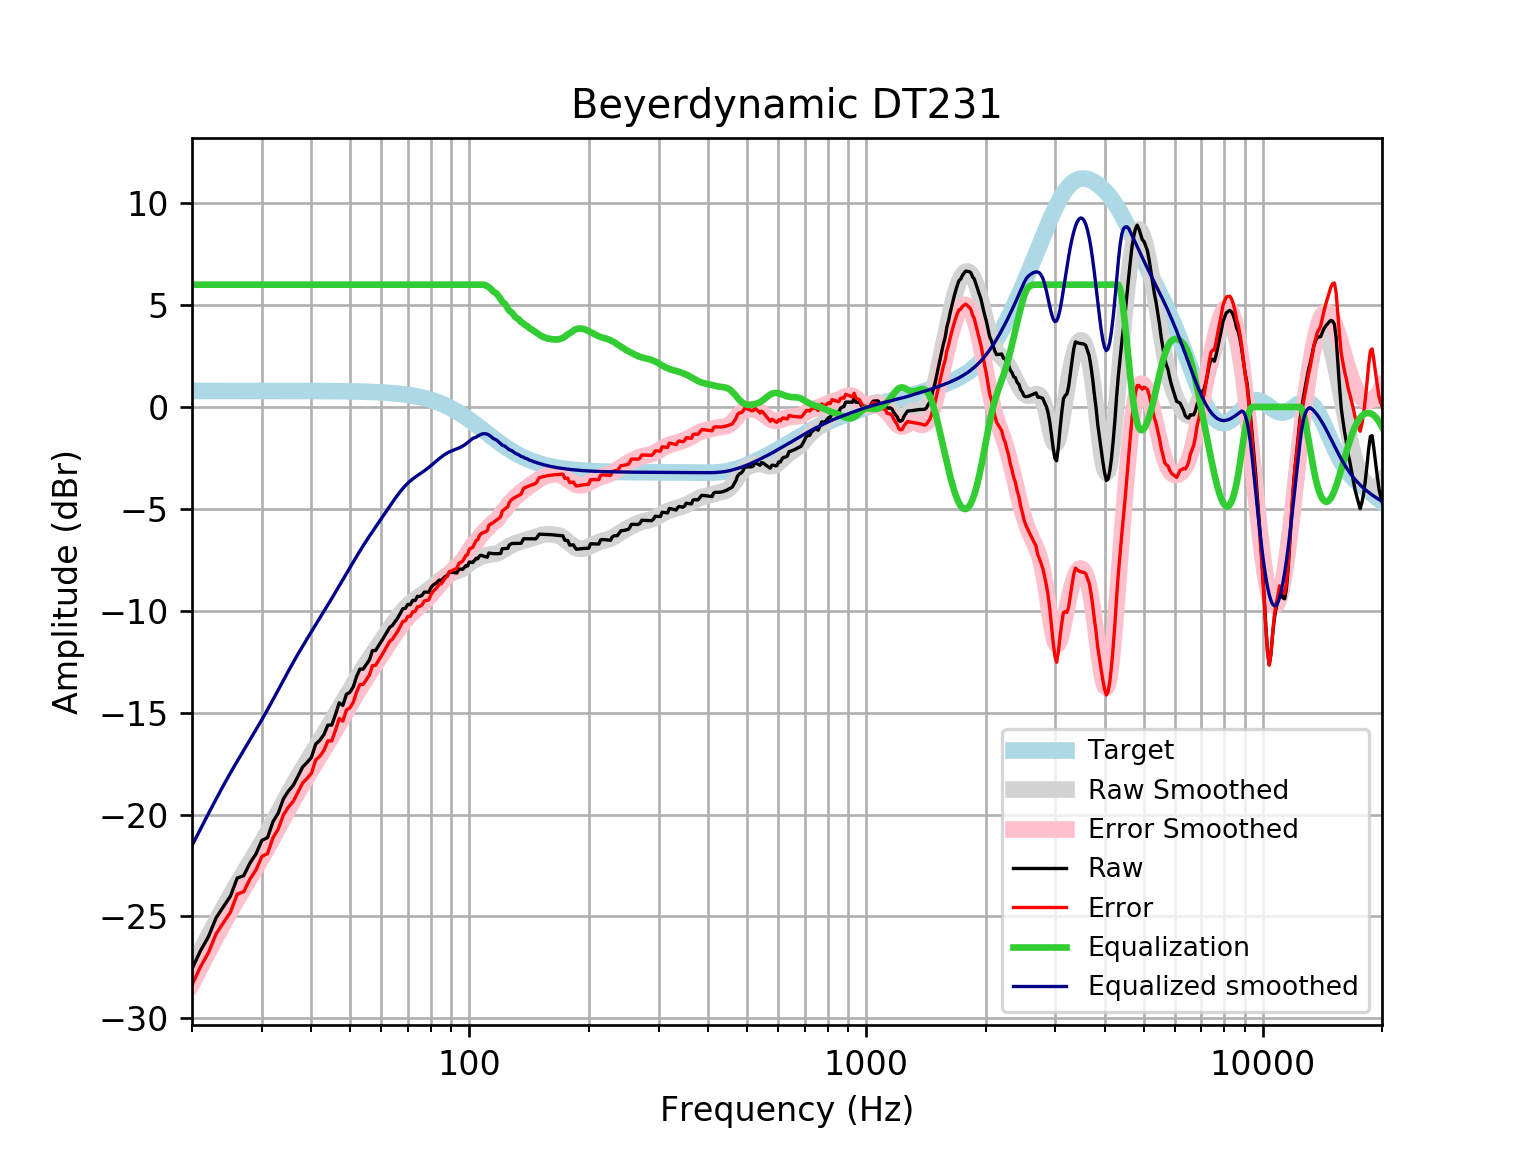 Beyerdynamic DT231
10
5
0
−5
−10
−15
−20
−25
−30
Amplitude (dBr)
100
1000
10000
Frequency (Hz)
Target
Raw Smoothed
Error Smoothed
Raw
Error
Equalization
Equalized smoothed